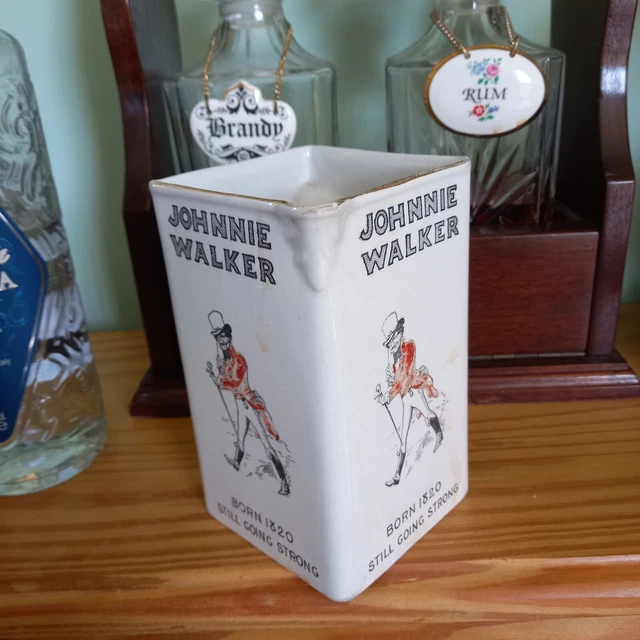 Brandy
RUM
JOHNNIE
WALKER
BORN 1820
STILL GOING STRONG
JOHNNIE
WALKER
BORN 1820
STILL GOING STRONG